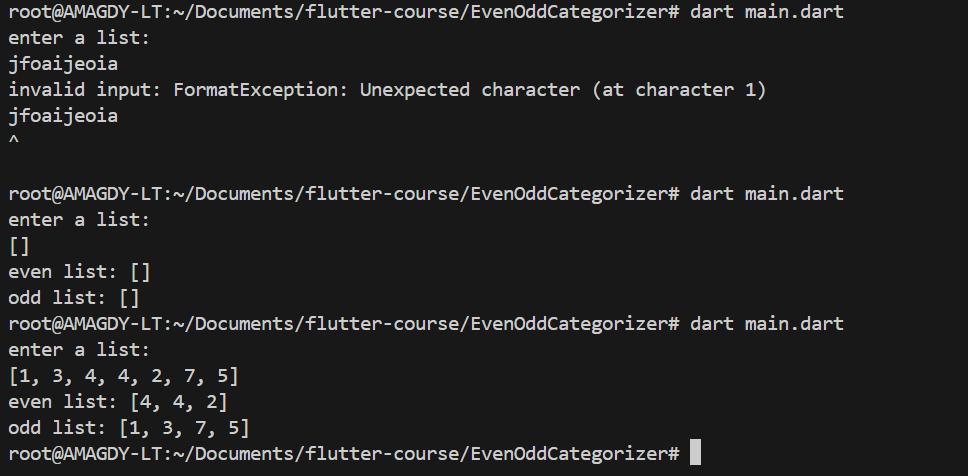 root@AMAGDY-LT:~/Documents/flutter-course/EvenOddCategorizer# dart main.dart
enter a list:
jfoaijeoia
invalid input: FormatException: Unexpected character (at character 1)
jfoaijeoia
^
root@AMAGDY-LT:~/Documents/flutter-course/EvenOddCategorizer# dart main.dart
enter a list:
[]
even list: []
odd list: []
root@AMAGDY-LT:~/Documents/flutter-course/EvenOddCategorizer# dart main.dart
enter a list:
[1, 3, 4, 4, 2, 7, 5]
even list: [4, 4, 2]
odd list: [1, 3, 7, 5]
root@AMAGDY-LT:~/Documents/flutter-course/EvenOddCategorizer#